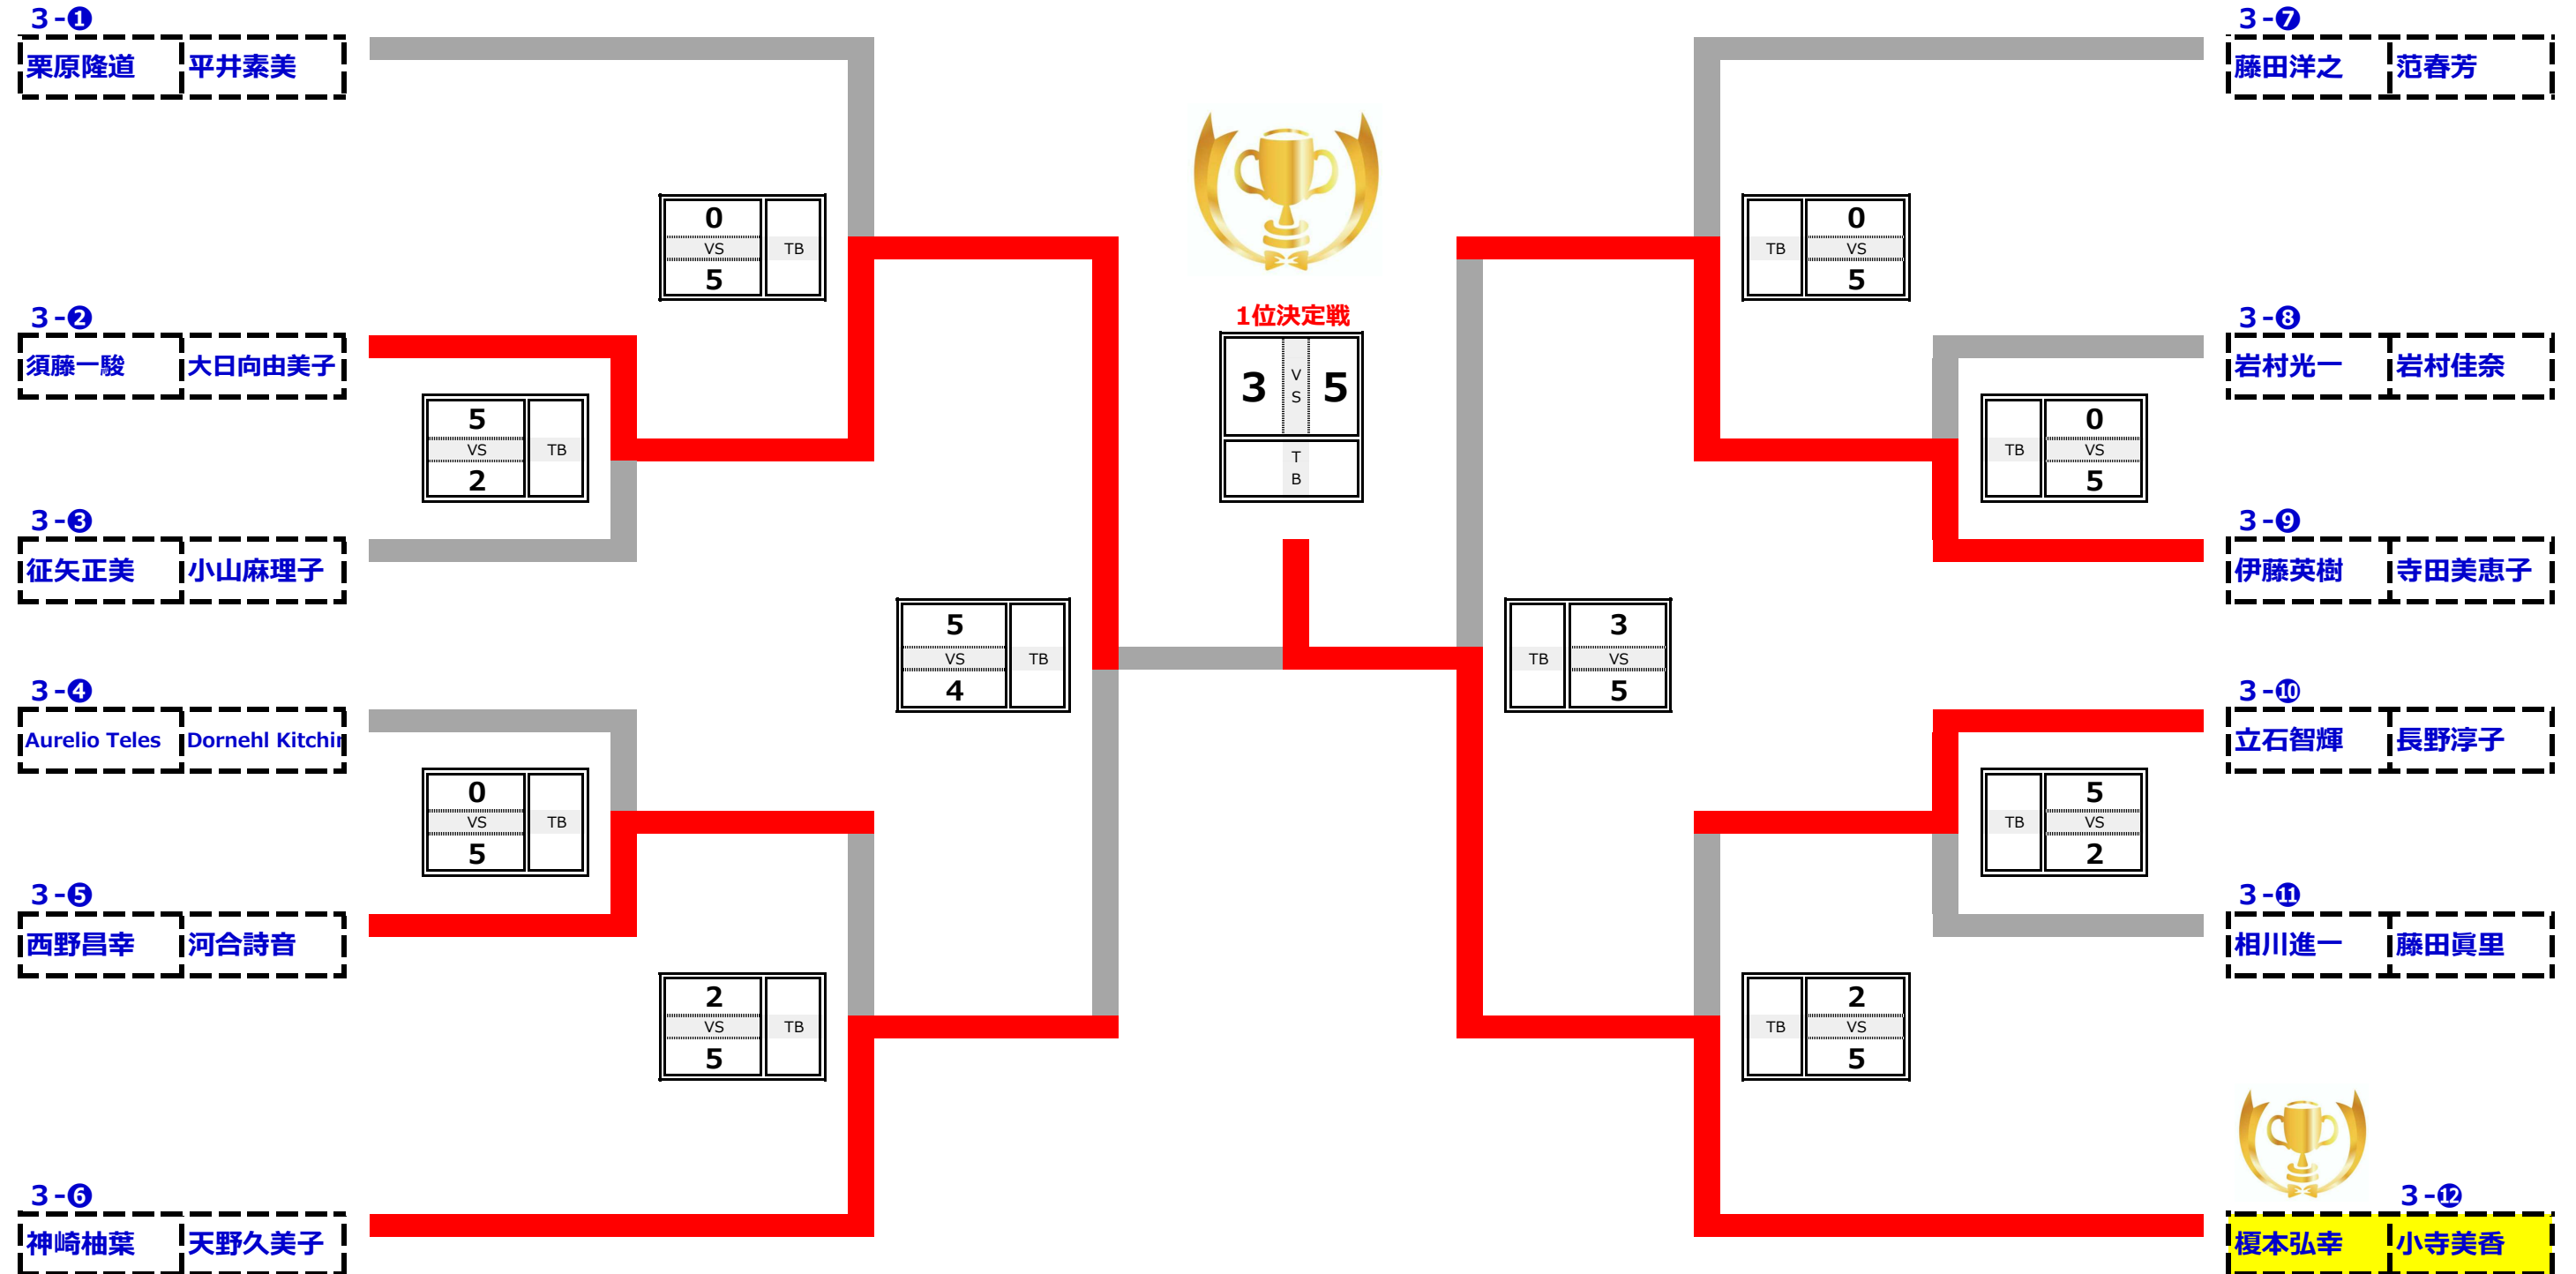 3-❶
栗原隆道 平井素美
3-❼
藤田洋之 范春芳
0
VS TB
5
0
TB VS
5
1位決定戦
3 V S 5
T B
3-❷
須藤一駿 大日向由美子
3-❽
岩村光一 岩村佳奈
5
VS TB
2
0
TB VS
5
3-❸
征矢正美 小山麻理子
3-❾
伊藤英樹 寺田美恵子
5
VS TB
4
3
TB VS
5
3-❹
Aurelio Teles Dornehl Kitchin
3-❿
立石智輝 長野淳子
0
VS TB
5
5
TB VS
2
3-❺
西野昌幸 河合詩音
3-⓫
相川進一 藤田眞里
2
VS TB
5
2
TB VS
5
3-❻
神崎柚葉 天野久美子
3-⓬
榎本弘幸 小寺美香